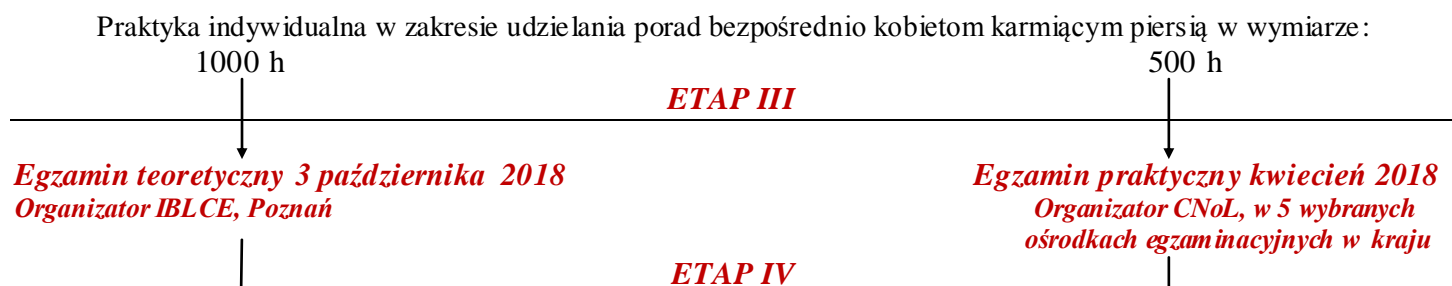 Praktyka indywidualna w zakresie udzielania porad bezpośrednio kobietom karmiącym piersią w wymiarze:
1000 h 500 h
ETAP III
Egzamin teoretyczny 3 października 2018 Egzamin praktyczny kwiecień 2018
Organizator IBLCE, Poznań Organizator CNoL, w 5 wybranych
ośrodkach egzaminacyjnych w kraju
ETAP IV